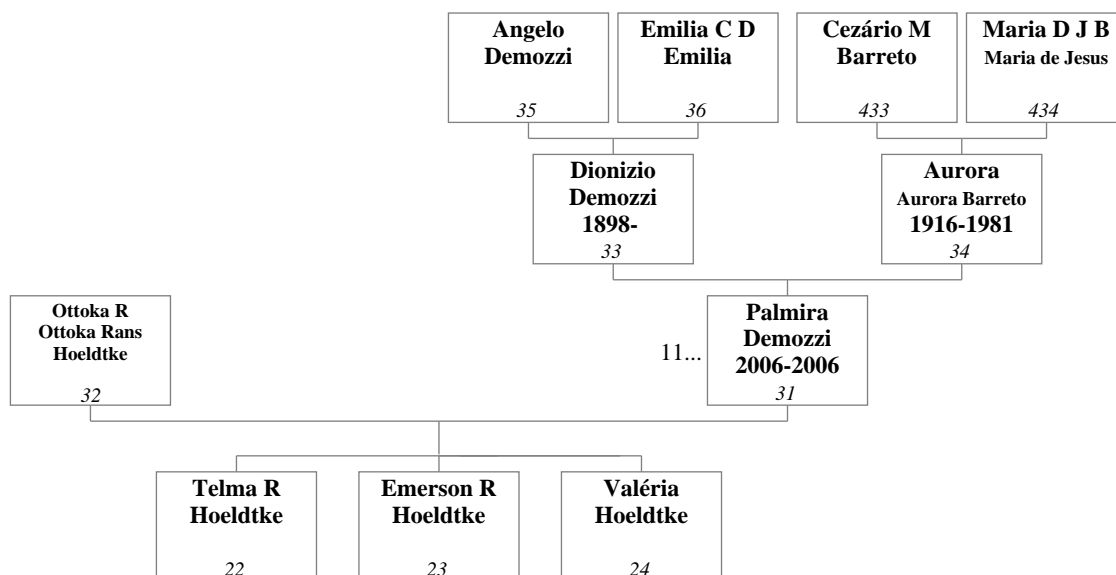 Angelo
Demozzi
35
Emilia C D
Emilia
36
Cezário M
Barreto
433
Maria D J B
Maria de Jesus
434
Dionizio
Demozzi
1898-
33
Aurora
Aurora Barreto
1916-1981
34
Ottoka R
Ottoka Rans
Hoeldtke
32
11...
Palmira
Demozzi
2006-2006
31
Telma R
Hoeldtke
22
Emerson R
Hoeldtke
23
Valéria
Hoeldtke
24